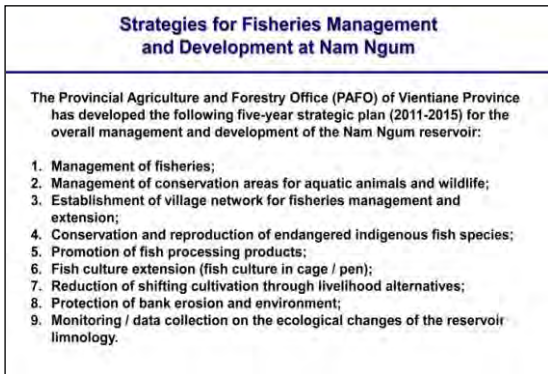 Strategies for Fisheries Management
and Development at Nam Ngum
The Provincial Agriculture and Forestry Office (PAFO) of Vientiane Province
has developed the following five-year strategic plan (2011-2015) for the
overall management and development of the Nam Ngum reservoir:
1. Management of fisheries;
2. Management of conservation areas for aquatic animals and wildlife;
3. Establishment of village network for fisheries management and
extension;
4. Conservation and reproduction of endangered indigenous fish species;
5. Promotion of fish processing products;
6. Fish culture extension (fish culture in cage / pen);
7. Reduction of shifting cultivation through livelihood alternatives;
8. Protection of bank erosion and environment;
9. Monitoring / data collection on the ecological changes of the reservoir
limnology.